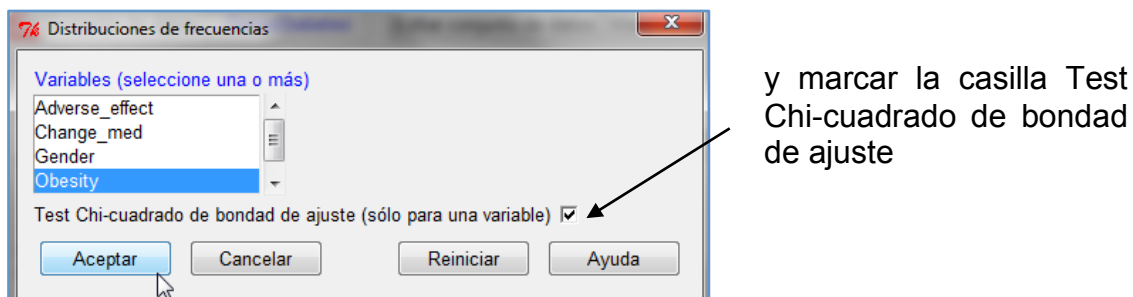 Distribuciones de frecuencias
Variables (seleccione una o más)
Adverse_effect
Change_med
Gender
Obesity
Test Chi-cuadrado de bondad de ajuste (sólo para una variable)
Aceptar
Cancelar
Reiniciar
Ayuda
y marcar la casilla Test
Chi-cuadrado de bondad
de ajuste